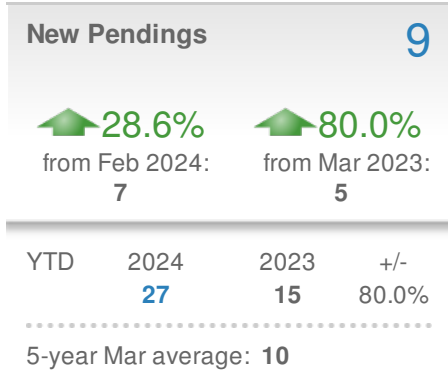 New Pendings 9
28.6% 80.0%
from Feb 2024: from Mar 2023:
7 5
YTD 2024 2023 +/-
27 15 80.0%
5-year Mar average: 10